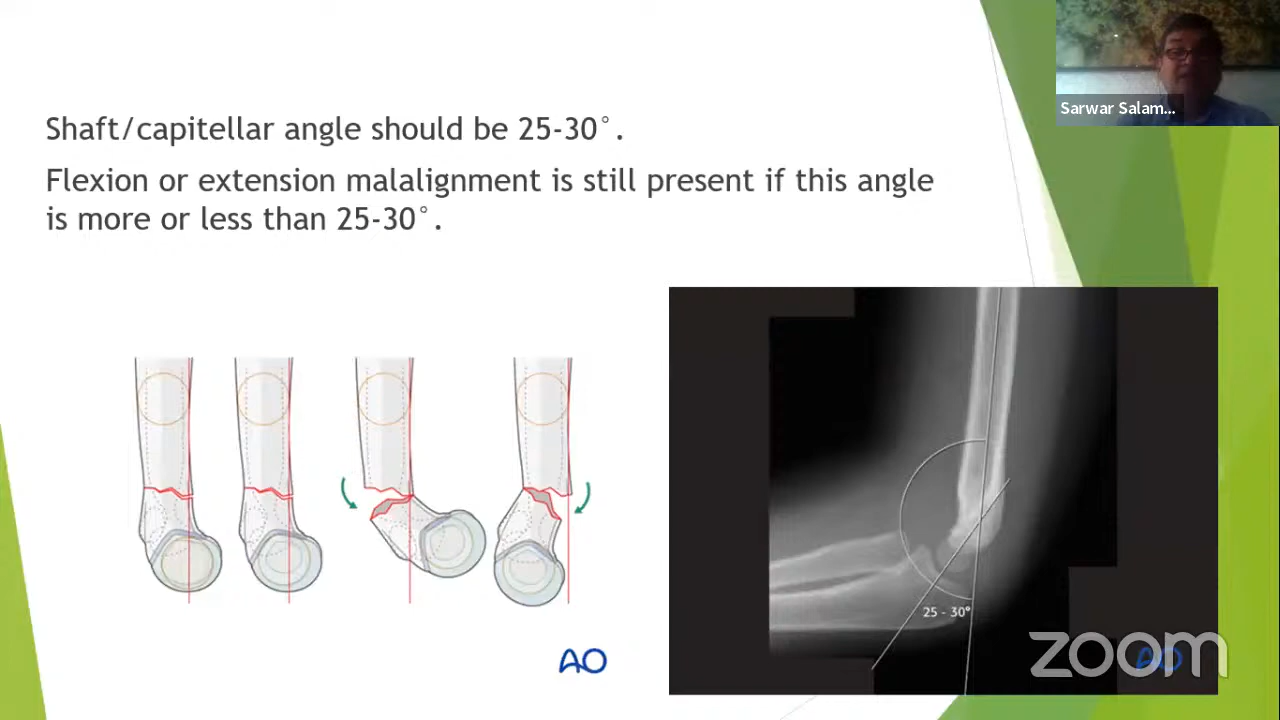 Sarwar Salam...
Shaft/capitellar angle should be 25-30°.
Flexion or extension malalignment is still present if this angle
is more or less than 25-30°.
25 - 30°
AO
zoom
AO